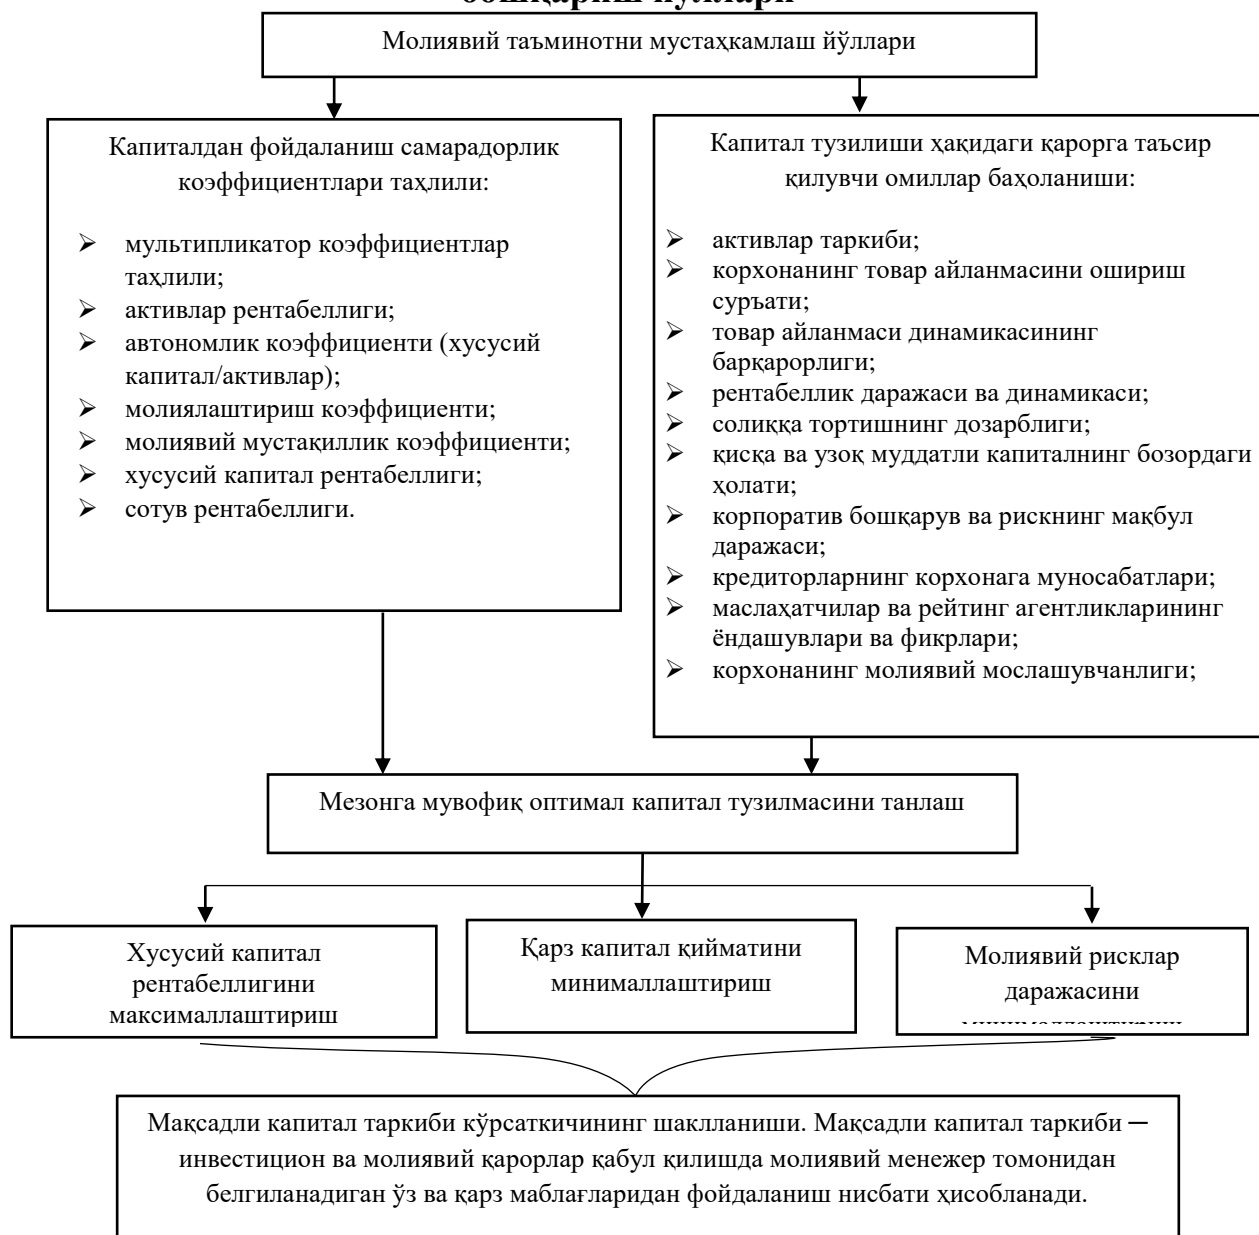 Молиявий таъминотни мустаҳкамлаш йўллари
Капиталдан фойдаланиш самарадорлик
коэффициентлари таҳлили:
➢ мультипликатор коэффициентлар
таҳлили;
➢ активлар рентабеллиги;
➢ автономлик коэффициенти (хусусий
капитал/активлар);
➢ молиялаштириш коэффициенти;
➢ молиявий мустақиллик коэффициенти;
➢ хусусий капитал рентабеллиги;
➢ сотув рентабеллиги.
Капитал тузилиши ҳақидаги қарорга таъсир
қилувчи омиллар баҳоланиши:
➢ активлар таркиби;
➢ корхонанинг товар айланмасини ошириш
суръати;
➢ товар айланмаси динамикасининг
барқарорлиги;
➢ рентабеллик даражаси ва динамикаси;
➢ солиққа тортишнинг дозарблиги;
➢ қисқа ва узоқ муддатли капиталнинг бозордаги
ҳолати;
➢ корпоратив бошқарув ва рискнинг мақбул
даражаси;
➢ кредиторларнинг корхонага муносабатлари;
➢ маслаҳатчилар ва рейтинг агентликларининг
ёндашувлари ва фикрлари;
➢ корхонанинг молиявий мослашувчанлиги;
Мезонга мувофиқ оптимал капитал тузилмасини танлаш
Хусусий капитал
рентабеллигини
максималлаштириш
Қарз капитал қийматини
минималлаштириш
Молиявий рисклар
даражасини
Мақсадли капитал таркиби кўрсаткичининг шаклланиши. Мақсадли капитал таркиби ─
инвестицион ва молиявий қарорлар қабул қилишда молиявий менежер томонидан
белгиланадиган ўз ва қарз маблағларидан фойдаланиш нисбати ҳисобланади.